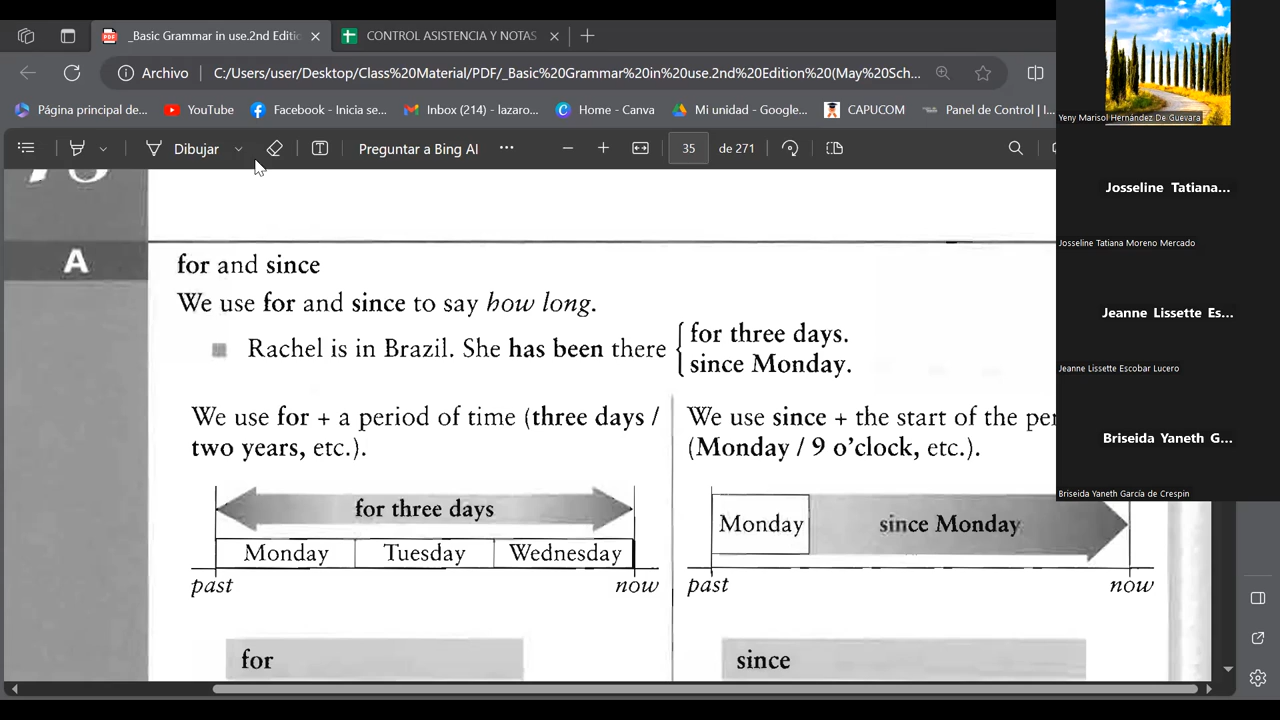 _Basic Grammar in use.2nd Editio
CONTROL ASISTENCIA Y NOTAS
Archivo
C:/Users/user/Desktop/Class%20Material/PDF/_Basic%20Grammar%20in%20use.2nd%20Edition%20(May%20Sch...
Página principal de...
YouTube
Facebook - Inicia se...
Inbox (214) - lazaro...
Home - Canva
Mi unidad - Google...
CAPUCOM
Panel de Control | I...
Dibujar
Preguntar a Bing AI
35
de 271
A
for and since
We use for and since to say how long.
Rachel is in Brazil. She has been there
for three days.
since Monday.
We use for + a period of time (three days /
two years, etc.).
for three days
Monday Tuesday Wednesday
past now
for
We use since + the start of the pe
(Monday / 9 o'clock, etc.).
Monday since Monday
past now
since
Yeny Marisol Hernández De Guevara
Josseline Tatiana...
Josseline Tatiana Moreno Mercado
Jeanne Lissette Es...
Jeanne Lissette Escobar Lucero
Briseida Yaneth G...
Briseida Yaneth García de Crespin